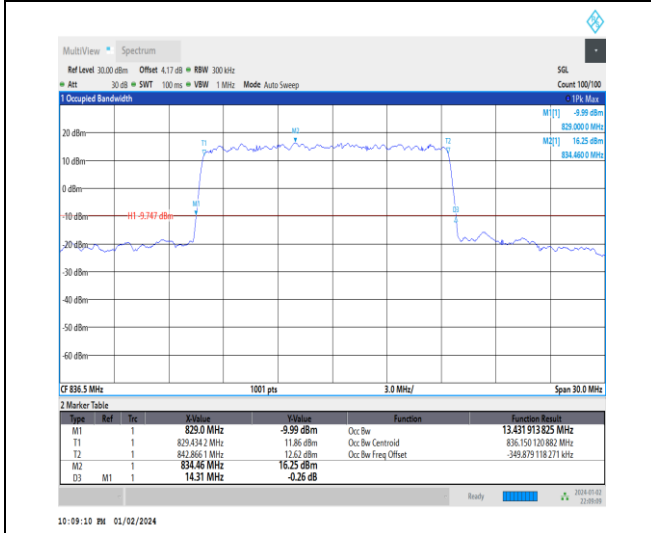 MultiView Spectrum
Ref Level 30.00 dBm Offset 4.17 dB RBW 300 kHz SGL
Att 30 dB SWT 100 ms VBW 1 MHz Mode Auto Sweep Count 100/100
1 Occupied Bandwidth 1Pk Max
M1[1] -9.99 dBm
829.000 0 MHz
M2[1] 16.25 dBm
834.460 0 MHz
20 dBm
M2
T1
T2
10 dBm
0 dBm
M1
D3
-10 dBm
H1 -9.747 dBm
-20 dBm
-30 dBm
-40 dBm
-50 dBm
-60 dBm
CF 836.5 MHz 1001 pts 3.0 MHz/ Span 30.0 MHz
2 Marker Table
Type Ref Trc X-Value Y-Value Function Function Result
M1 1 829.0 MHz -9.99 dBm Occ Bw 13.431 913 825 MHz
T1 1 829.434 2 MHz 11.86 dBm Occ Bw Centroid 836.150 120 882 MHz
T2 1 842.866 1 MHz 12.62 dBm Occ Bw Freq Offset -349.879 118 271 kHz
M2 1 834.46 MHz 16.25 dBm
D3 M1 1 14.31 MHz -0.26 dB
Ready 2024-01-02
22:09:09
10:09:10 PM 01/02/2024